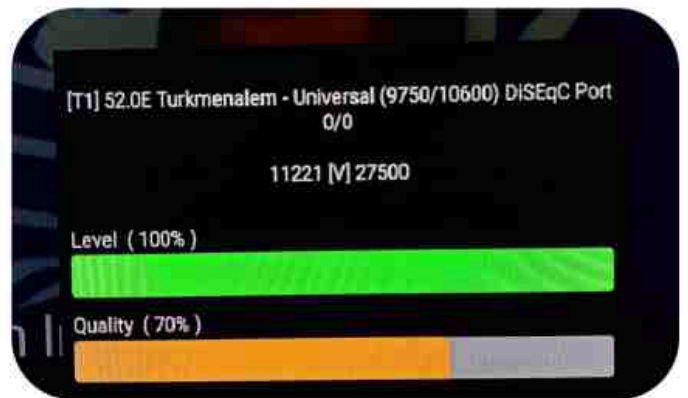 [T1] 52.0E Turkmenalem - Universal (9750/10600) DiSEqC Port
0/0
11221 [V] 27500
Level ( 100% )
Quality ( 70% )